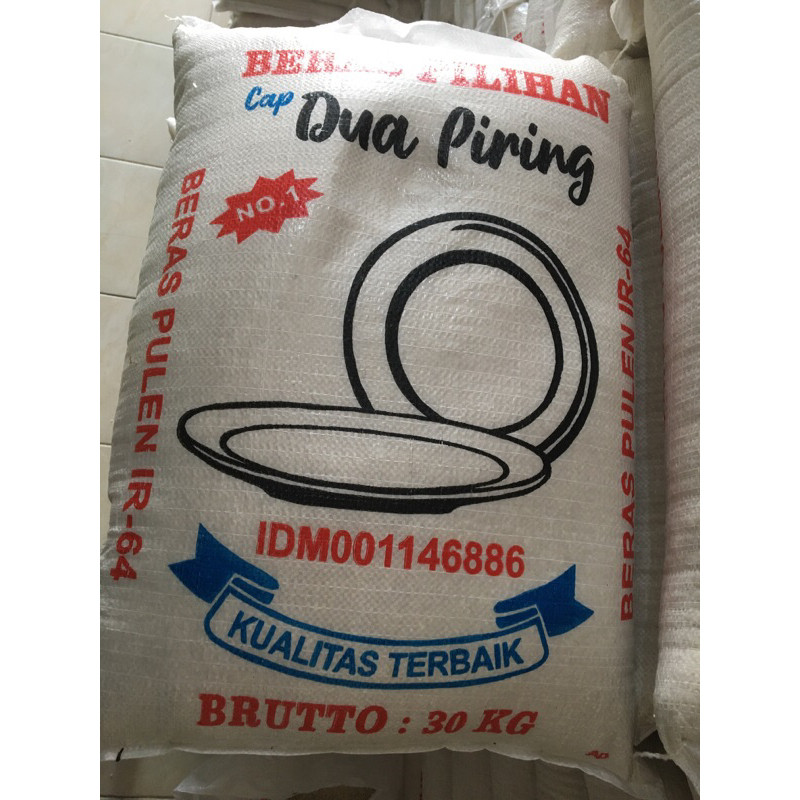 BERAS PILIHAN
Cap Dua Piring
NO.1
BERAS PULEN IR-64
BERAS PULEN IR-64
IDM001146886
KUALITAS TERBAIK
BRUTTO : 30 KG
AD